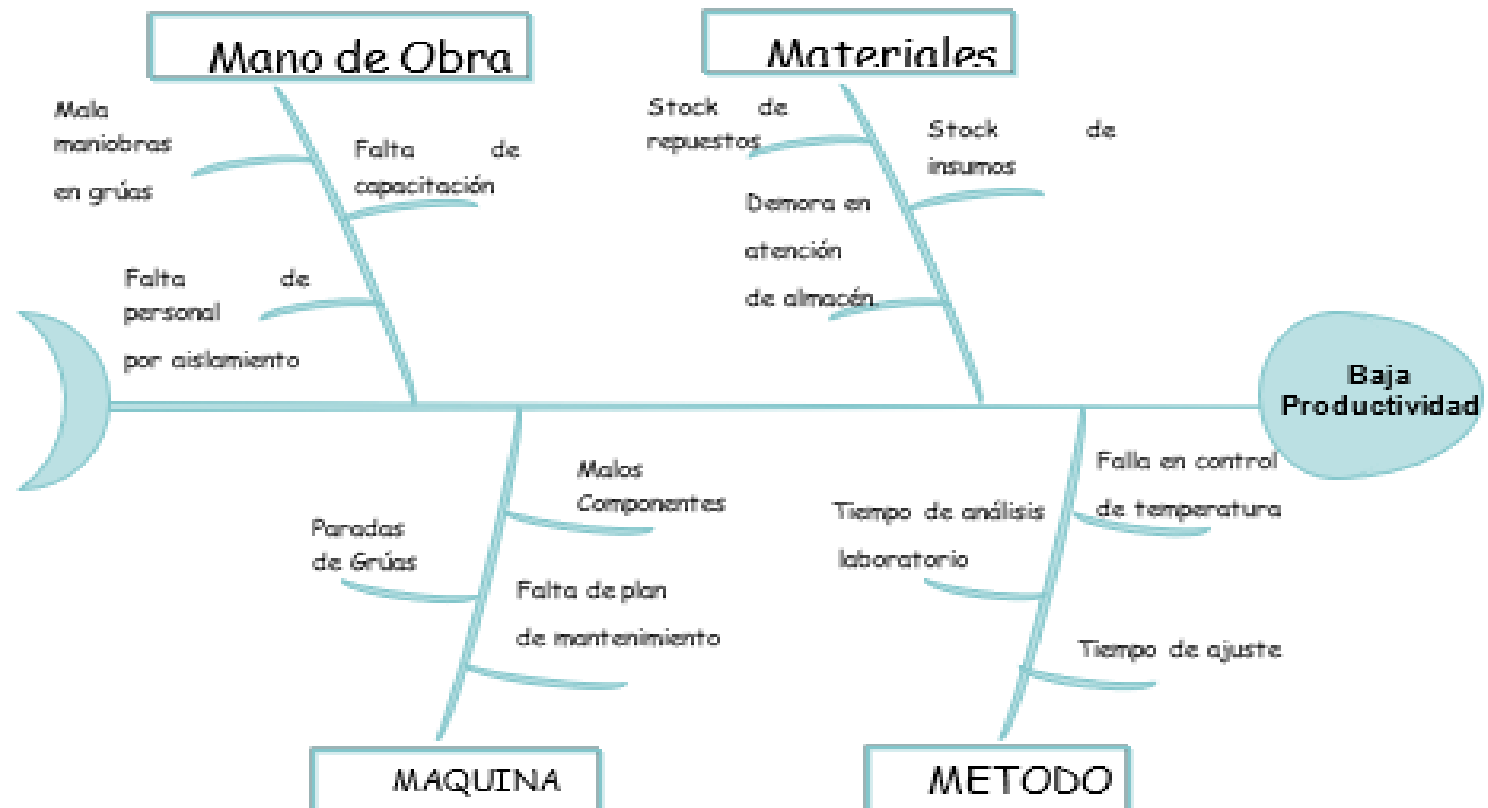 Mano de Obra
Materiales
Mala
maniobras
en grúas
Falta de
capacitación
Falta de
personal
por aislamiento
Stock de
repuestos
Stock de
insumos
Demora en
atención
de almacén.
Baja
Productividad
Malos
Componentes
Paradas
de Grúas
Falta de plan
de mantenimiento
Falla en control
de temperatura
Tiempo de análisis
laboratorio
Tiempo de ajuste
MAQUINA
METODO